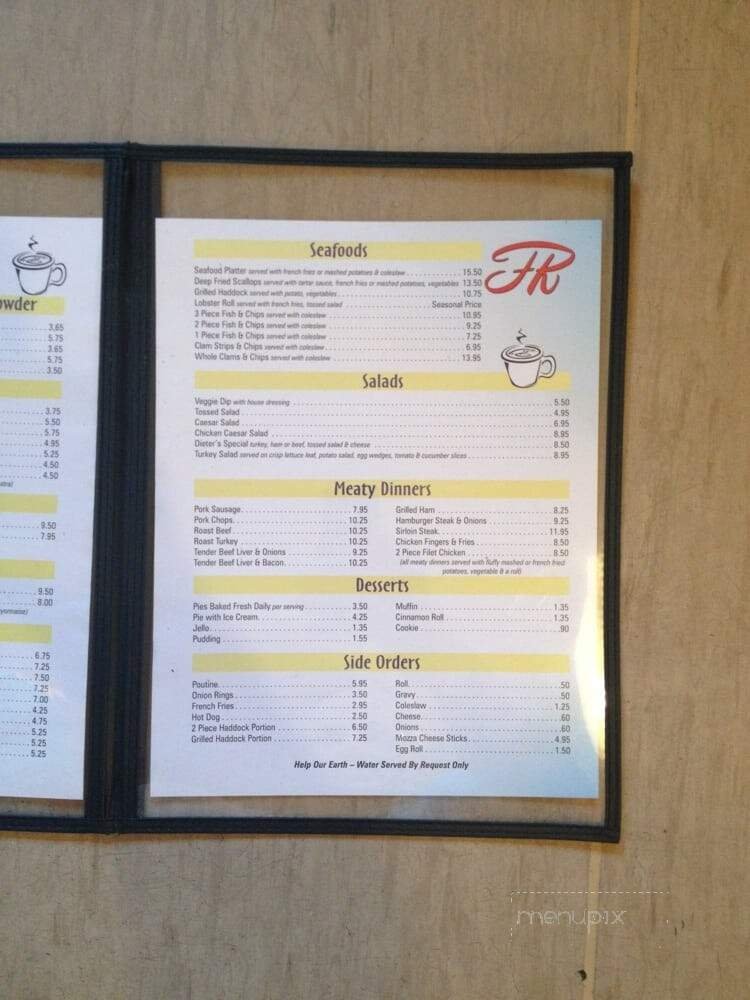 owder
3.65
5.75
3.65
5.75
3.50
3.75
5.50
5.75
4.95
5.25
4.50
4.50
9.50
7.95
9.50
8.00
6.75
7.25
7.50
7.25
7.00
4.25
4.75
5.25
5.25
5.25
FR
Seafoods
Seafood Platter served with french fries or mashed potatoes & coleslaw 15.50
Deep Fried Scallops served with tartar sauce, french fries or mashed potatoes, vegetables 13.50
Grilled Haddock served with potato, vegetables 10.75
Lobster Roll served with french fries, tossed salad Seasonal Price
3 Piece Fish & Chips served with coleslaw 10.95
2 Piece Fish & Chips served with coleslaw 9.25
1 Piece Fish & Chips served with coleslaw 7.25
Clam Strips & Chips served with coleslaw 6.95
Whole Clams & Chips served with coleslaw 13.95
Salads
Veggie Dip with house dressing 5.50
Tossed Salad 4.95
Caesar Salad 6.95
Chicken Caesar Salad 8.95
Dieter's Special turkey, ham or beef, tossed salad & cheese 8.50
Turkey Salad served on crisp lettuce leaf, potato salad, egg wedges, tomato & cucumber slices 8.95
Meaty Dinners
Pork Sausage 7.95
Pork Chops 10.25
Roast Beef 10.25
Roast Turkey 10.25
Tender Beef Liver & Onions 9.25
Tender Beef Liver & Bacon 10.25
Grilled Ham 8.25
Hamburger Steak & Onions 9.25
Sirloin Steak 11.95
Chicken Fingers & Fries 8.50
2 Piece Filet Chicken 8.50
(all meaty dinners served with fluffy mashed or french fried
potatoes, vegetable & a roll)
Desserts
Pies Baked Fresh Daily per serving 3.50
Pie with Ice Cream 4.25
Jello 1.35
Pudding 1.55
Muffin 1.35
Cinnamon Roll 1.35
Cookie .90
Side Orders
Poutine 5.95
Onion Rings 3.50
French Fries 2.95
Hot Dog 2.50
2 Piece Haddock Portion 6.50
Grilled Haddock Portion 7.25
Roll .50
Gravy .50
Coleslaw 1.25
Cheese .60
Onions .60
Mozza Cheese Sticks 4.95
Egg Roll 1.50
Help Our Earth – Water Served By Request Only
menupix